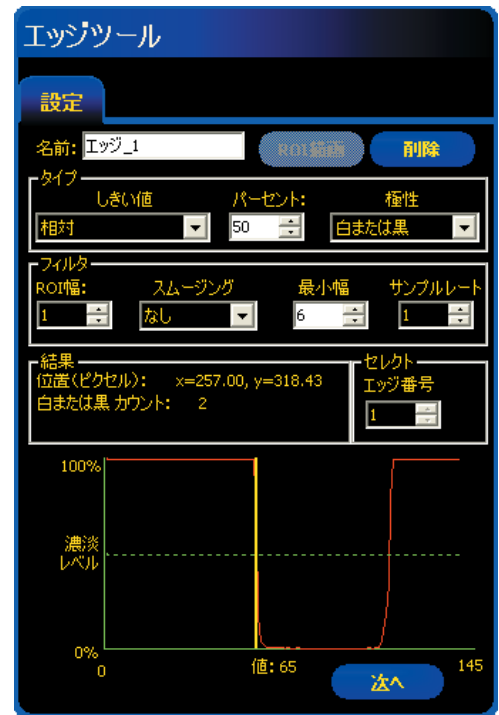 エッジツール
設定
名前: エッジ_1 ROI描画 削除
タイプ
しきい値 パーセント: 極性
相対 50 白または黒
フィルタ
ROI幅: スムージング 最小幅 サンプルレート
1 なし 6 1
結果 セレクト
位置(ピクセル): x=257.00, y=318.43 エッジ番号
白または黒 カウント: 2 1
100%
濃淡
レベル
0%
0 値: 65 145
次へ